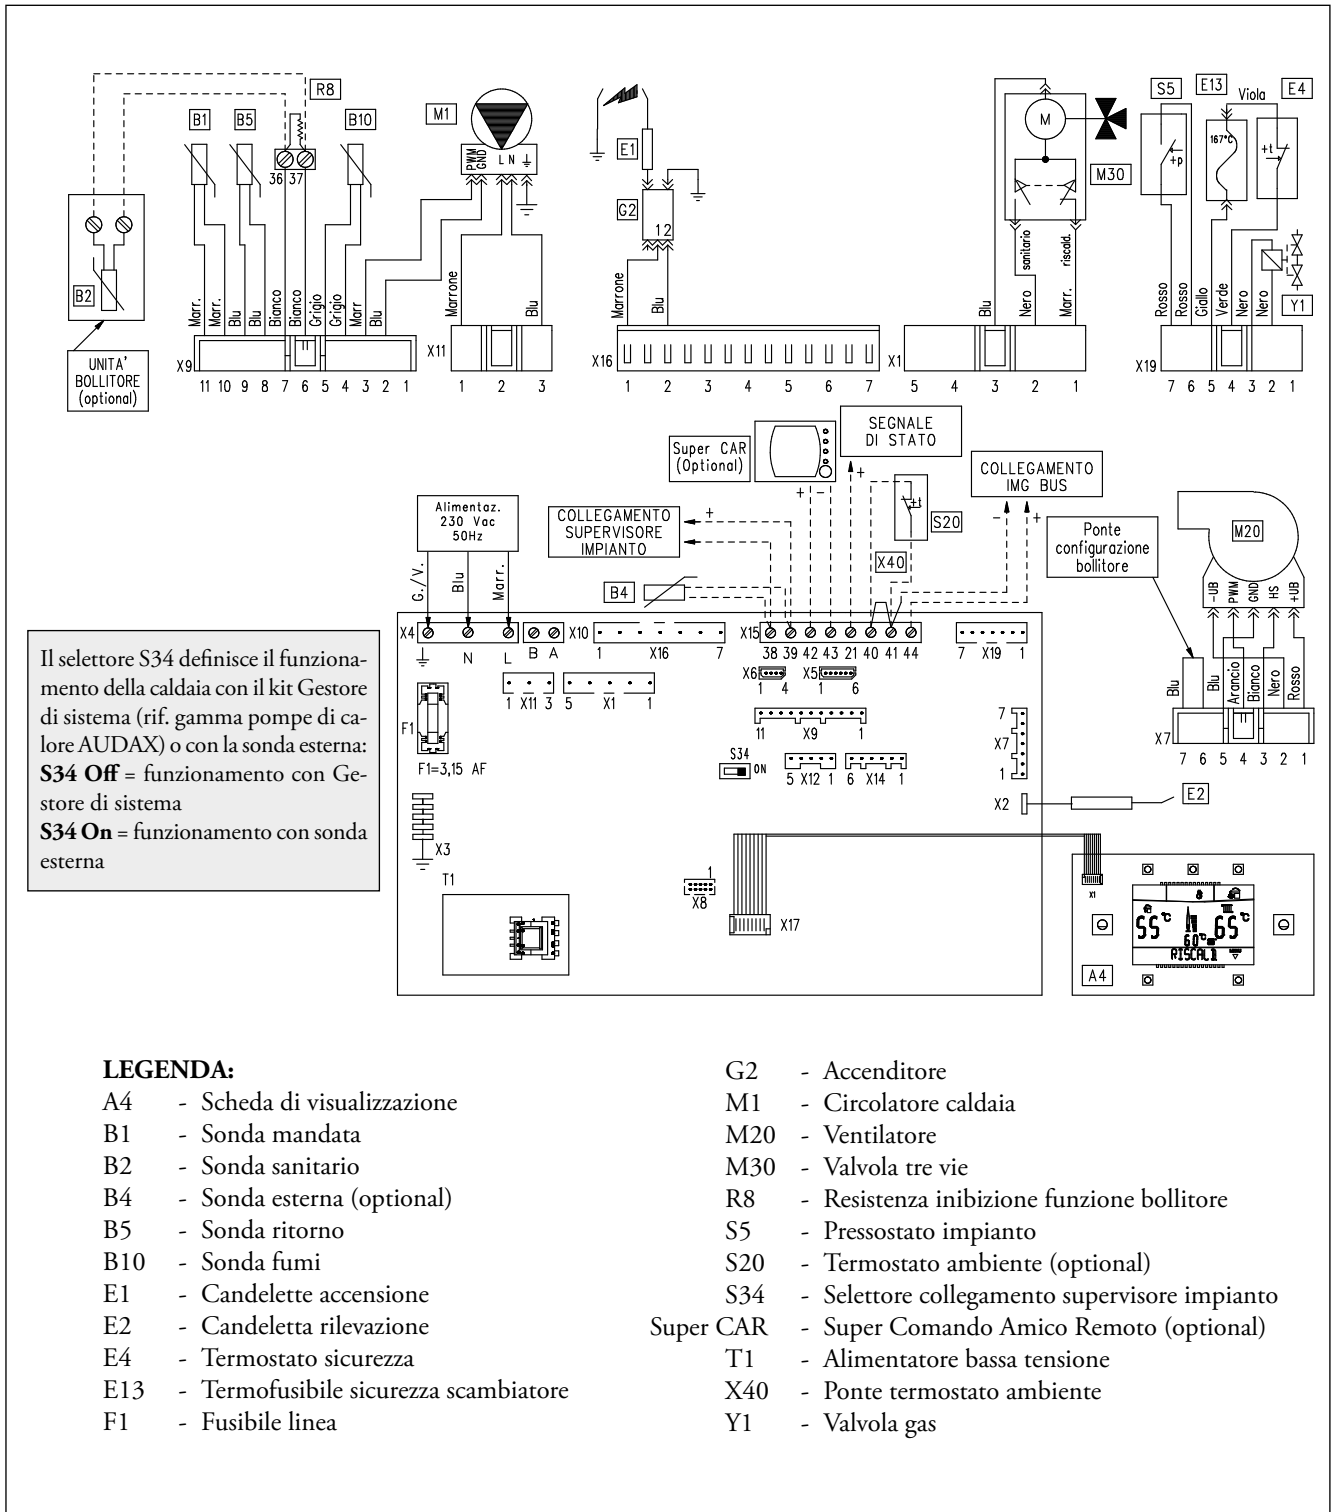 R8
B1
B5
B10
36 37
B2
UNITA'
BOLLITORE
(optional)
Marr.
Marr.
Blu
Blu
Bianco
Bianco
Grigio
Grigio
Marr
Blu
X9
11 10 9 8 7 6 5 4 3 2 1
M1
PWM
GND
L N
Marrone
Blu
X11
1 2 3
E1
G2
1 2
Marrone
Blu
X16
1 2 3 4 5 6 7
M
M30
sanitario
riscald.
Blu
Nero
Marr.
X1
5 4 3 2 1
S5
E13
Viola
E4
+p
167°C
+t
Y1
Rosso
Rosso
Giallo
Verde
Nero
Nero
X19
7 6 5 4 3 2 1
Super CAR
(Optional)
SEGNALE
DI STATO
+
+ -
+t
S20
COLLEGAMENTO
IMG BUS
- +
X40
Alimentaz.
230 Vac
50Hz
COLLEGAMENTO
SUPERVISORE
IMPIANTO
+
B4
G./V.
Blu
Marr.
Ponte
configurazione
bollitore
M20
-UB
PWM
GND
HS
+UB
Blu
Blu
Arancio
Bianco
Nero
Rosso
X7
7 6 5 4 3 2 1
X4
N L B A
X10
1 X16 7
X15
38 39 42 43 21 40 41 44
7 X19 1
1 X11 3
5 X1 1
X6
1 4
X5
1 6
11 X9 1
7
X7
1
F1
F1=3,15 AF
S34
ON
5 X12 1
6 X14 1
X2
E2
X3
T1
1
X8
X17
X1
55 °C
60°C
65 °C
A4
Il selettore S34 definisce il funziona-
mento della caldaia con il kit Gestore
di sistema (rif. gamma pompe di ca-
lore AUDAX) o con la sonda esterna:
S34 Off = funzionamento con Ge-
store di sistema
S34 On = funzionamento con sonda
esterna
LEGENDA:
A4 - Scheda di visualizzazione
B1 - Sonda mandata
B2 - Sonda sanitario
B4 - Sonda esterna (optional)
B5 - Sonda ritorno
B10 - Sonda fumi
E1 - Candelette accensione
E2 - Candeletta rilevazione
E4 - Termostato sicurezza
E13 - Termofusibile sicurezza scambiatore
F1 - Fusibile linea
G2 - Accenditore
M1 - Circolatore caldaia
M20 - Ventilatore
M30 - Valvola tre vie
R8 - Resistenza inibizione funzione bollitore
S5 - Pressostato impianto
S20 - Termostato ambiente (optional)
S34 - Selettore collegamento supervisore impianto
Super CAR - Super Comando Amico Remoto (optional)
T1 - Alimentatore bassa tensione
X40 - Ponte termostato ambiente
Y1 - Valvola gas